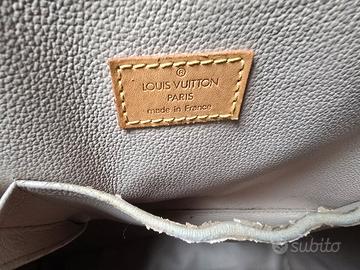 ®
LOUIS VUITTON
PARIS
made in France
subito